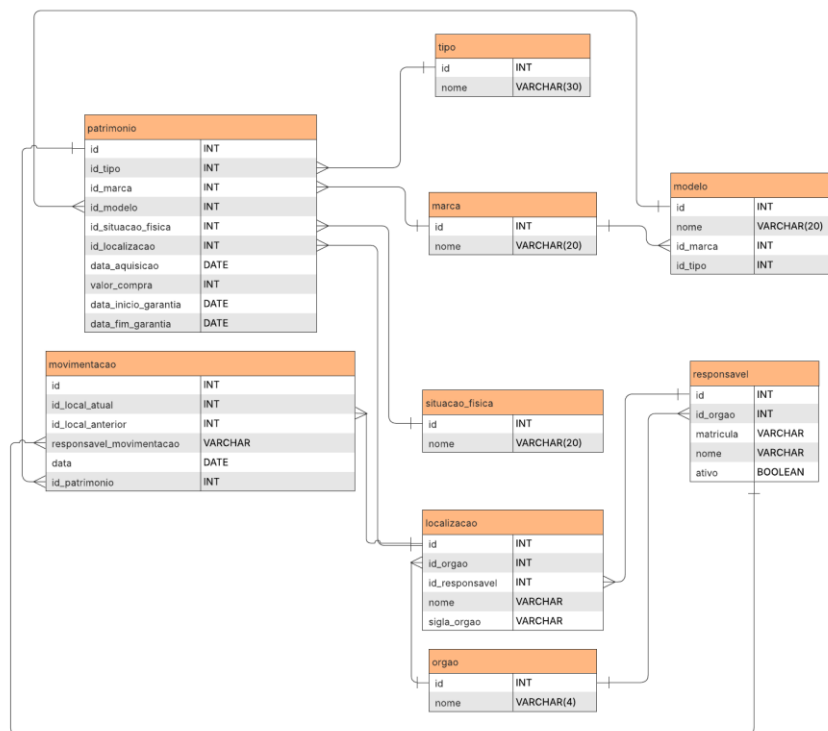 tipo
id INT
nome VARCHAR(30)
patrimonio
id INT
id_tipo INT
id_marca INT
id_modelo INT
id_situacao_fisica INT
id_localizacao INT
data_aquisicao DATE
valor_compra INT
data_inicio_garantia DATE
data_fim_garantia DATE
marca
id INT
nome VARCHAR(20)
modelo
id INT
nome VARCHAR(20)
id_marca INT
id_tipo INT
movimentacao
id INT
id_local_atual INT
id_local_anterior INT
responsavel_movimentacao VARCHAR
data DATE
id_patrimonio INT
situacao_fisica
id INT
nome VARCHAR(20)
responsavel
id INT
id_orgao INT
matricula VARCHAR
nome VARCHAR
ativo BOOLEAN
localizacao
id INT
id_orgao INT
id_responsavel INT
nome VARCHAR
sigla_orgao VARCHAR
orgao
id INT
nome VARCHAR(4)